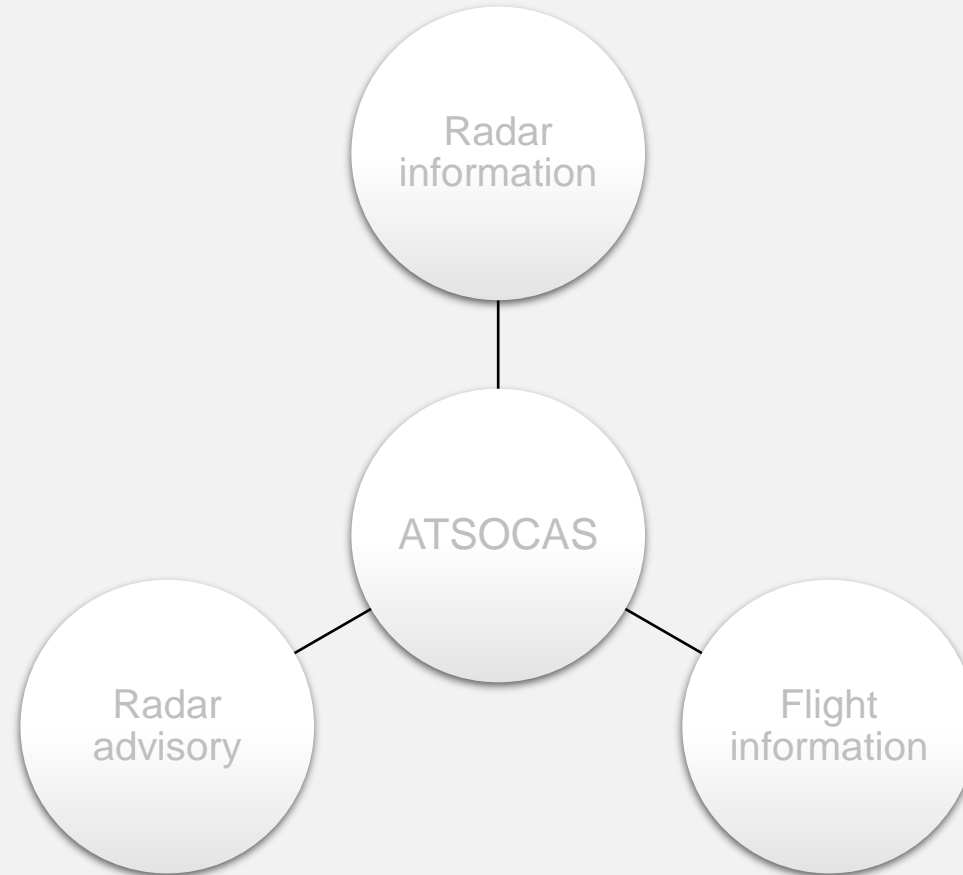 Radar
information
ATSOCAS
Radar
advisory
Flight
information